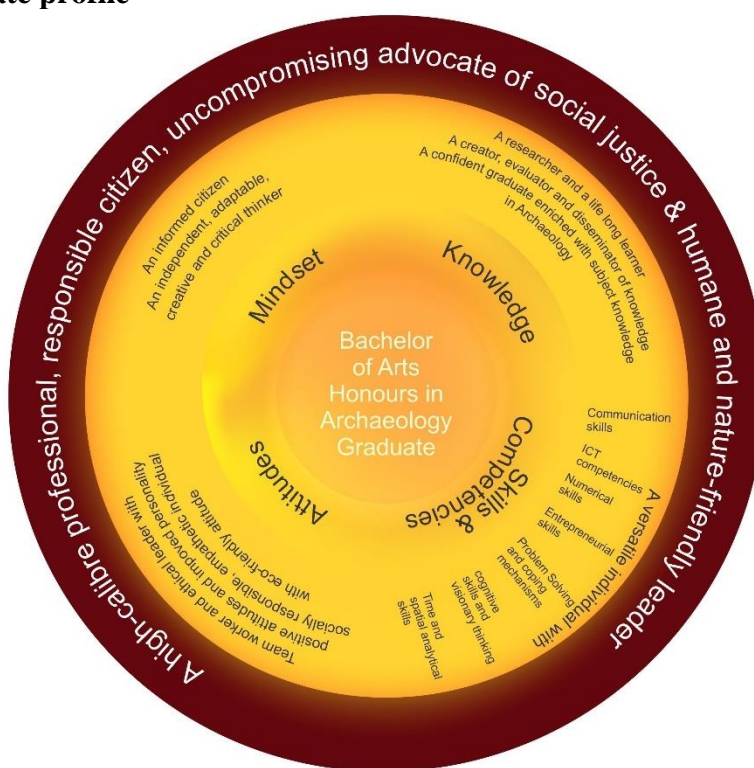 ate profile
A high-calibre professional, responsible citizen, uncompromising advocate of social justice & humane and nature-friendly leader
An informed citizen
An independent, adaptable,
creative and critical thinker
Mindset
A researcher and a life long learner
A creator, evaluator and disseminator of knowledge
A confident graduate enriched with subject knowledge
in Archaeology
Knowledge
Bachelor
of Arts
Honours in
Archaeology
Graduate
Attitudes
Team worker and ethical leader with
positive attitudes and improved personality
socially responsible, empathetic individual
with eco-friendly attitude
Skills &
Competencies
A versatile individual with
Communication
skills
ICT
competencies
Numerical
skills
Entrepreneurial
skills
Problem Solving
and coping
mechanisms
cognitive
skills and
visionary thinking
Time and
spatial analytical
skills